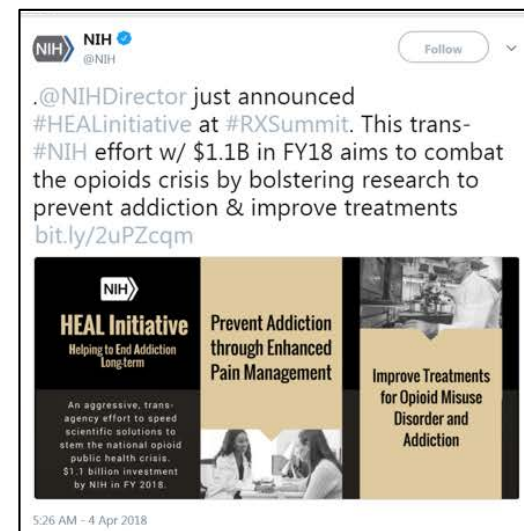 NIH
NIH
@NIH
Follow
.@NIHDirector just announced
#HEALinitiative at #RXSummit. This trans-
#NIH effort w/ $1.1B in FY18 aims to combat
the opioids crisis by bolstering research to
prevent addiction & improve treatments
bit.ly/2uPZcqm
NIH
HEAL Initiative
Helping to End Addiction
Long-term
An aggressive, trans-
agency effort to speed
scientific solutions to
stem the national opioid
public health crisis.
$1.1 billion investment
by NIH in FY 2018.
Prevent Addiction
through Enhanced
Pain Management
Improve Treatments
for Opioid Misuse
Disorder and
Addiction
5:26 AM - 4 Apr 2018